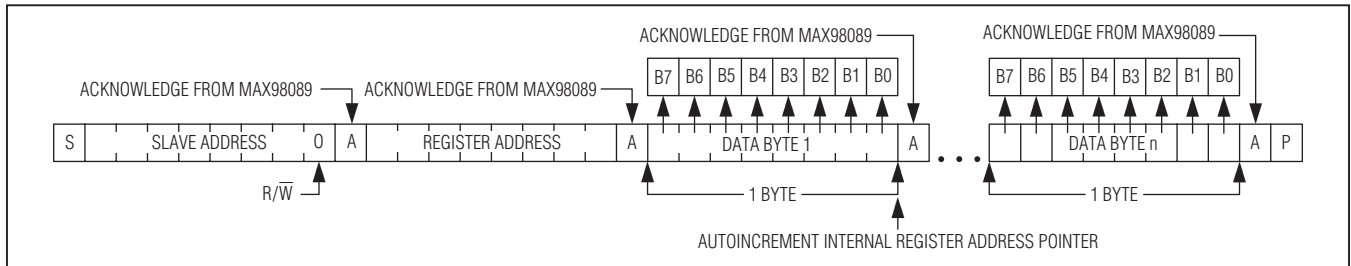 ACKNOWLEDGE FROM MAX98089 ACKNOWLEDGE FROM MAX98089
B7 B6 B5 B4 B3 B2 B1 B0 B7 B6 B5 B4 B3 B2 B1 B0
ACKNOWLEDGE FROM MAX98089 ACKNOWLEDGE FROM MAX98089
S SLAVE ADDRESS 0 A REGISTER ADDRESS A DATA BYTE 1 A DATA BYTE n A P
R/W̅ 1 BYTE 1 BYTE
AUTOINCREMENT INTERNAL REGISTER ADDRESS POINTER